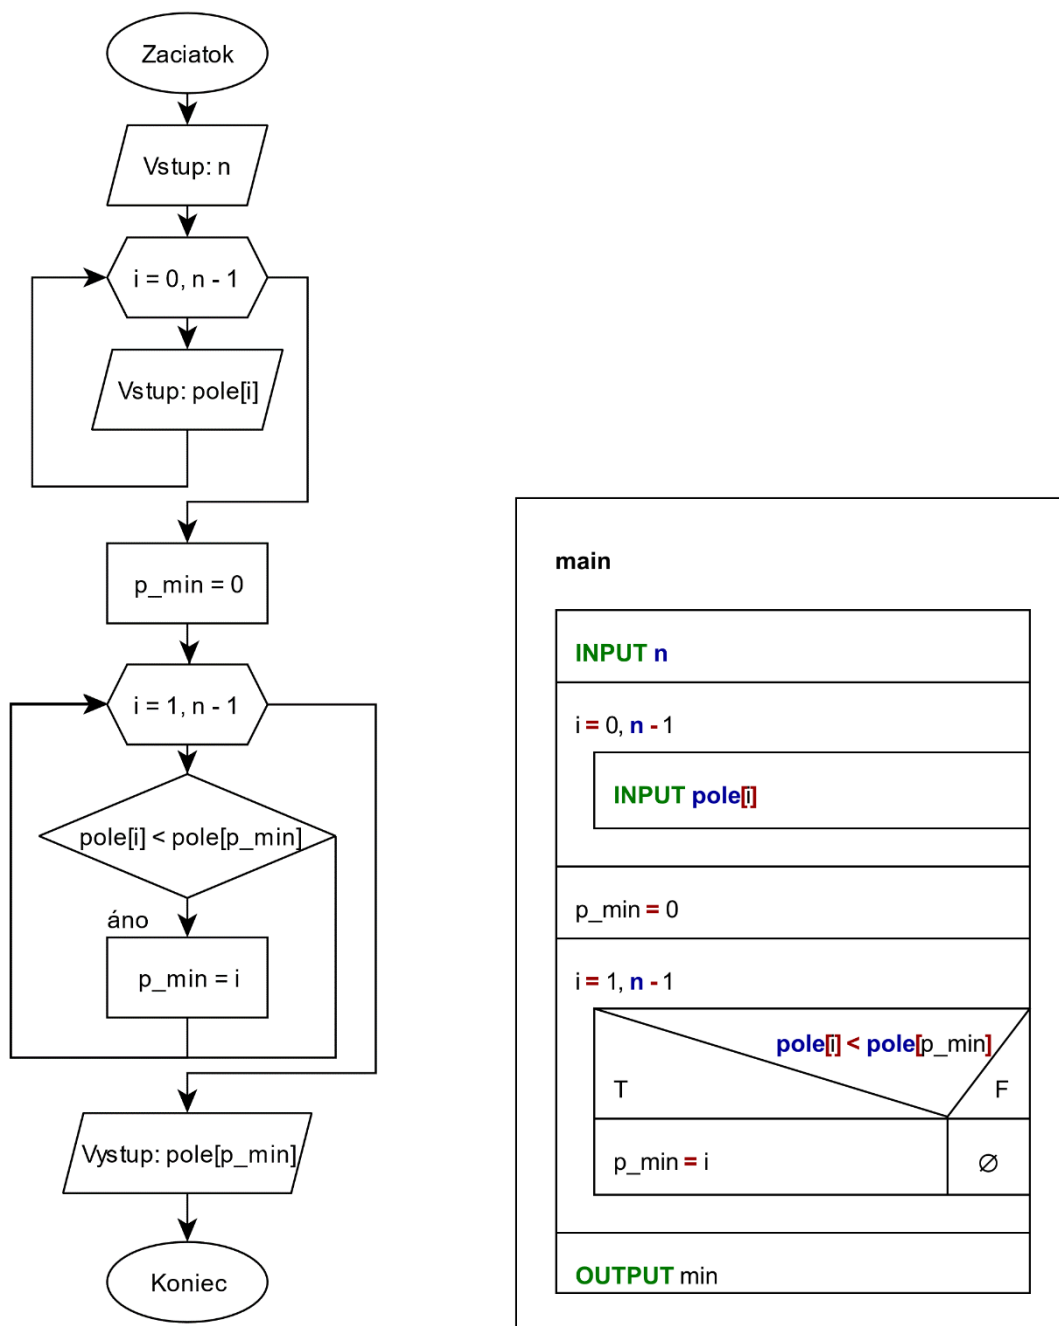 Zaciatok
Vstup: n
i = 0, n - 1
Vstup: pole[i]
p_min = 0
i = 1, n - 1
pole[i] < pole[p_min]
áno
p_min = i
Vystup: pole[p_min]
Koniec
main
INPUT n
i = 0, n - 1
INPUT pole[i]
p_min = 0
i = 1, n - 1
pole[i] < pole[p_min]
T F
p_min = i ∅
OUTPUT min